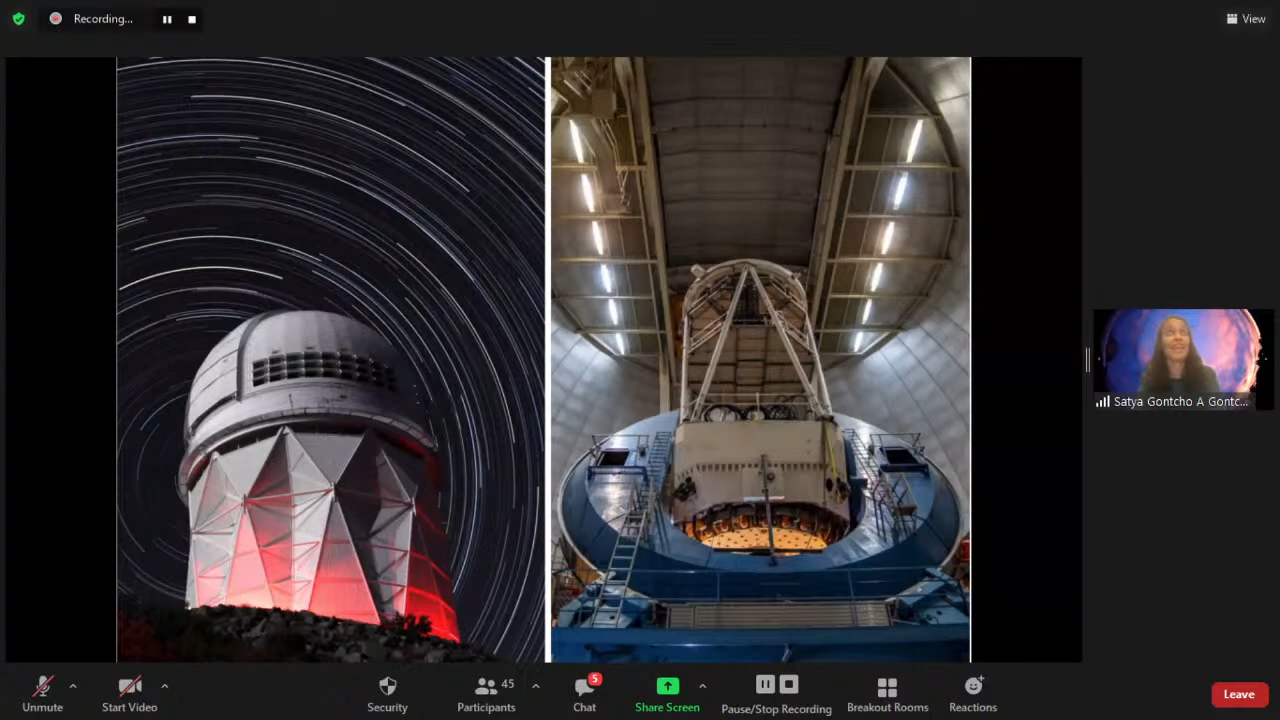 Recording...
View
Satya Gontcho A Gontc...
Unmute
Start Video
Security
45
Participants
5
Chat
Share Screen
Pause/Stop Recording
Breakout Rooms
Reactions
Leave